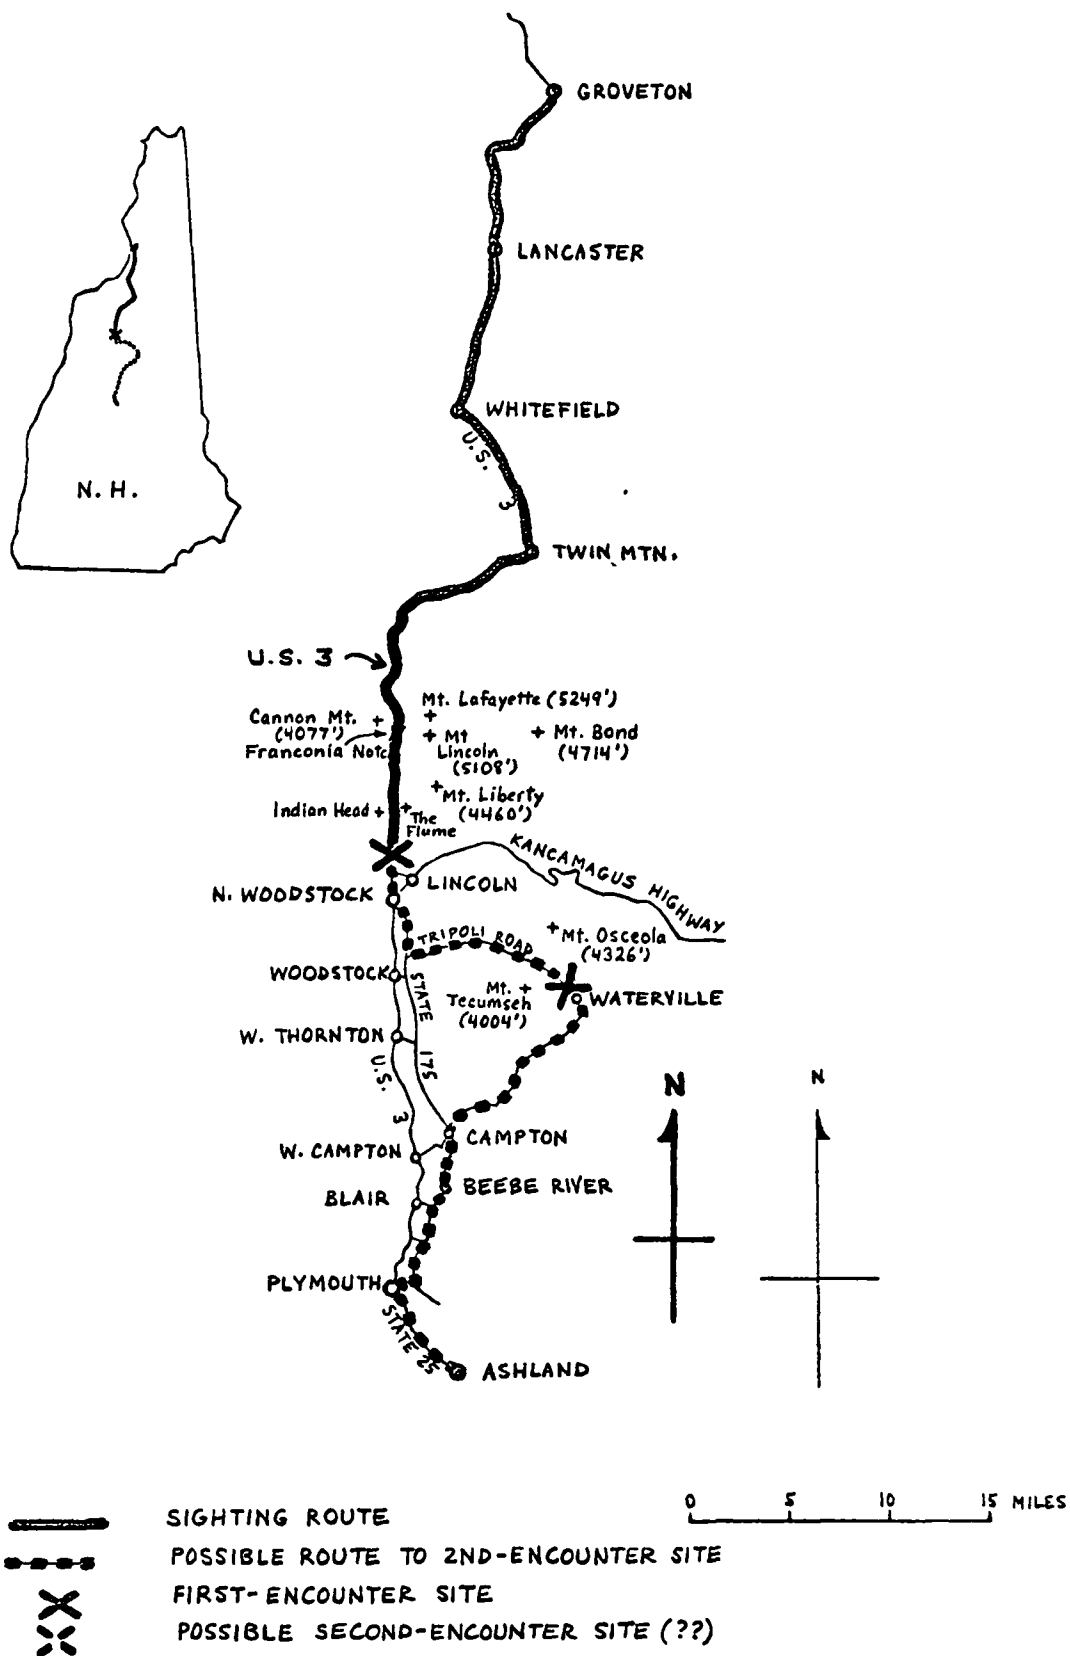 GROVETON
LANCASTER
WHITEFIELD
U.S. 3
N. H.
TWIN MTN.
U.S. 3
Mt. Lafayette (5249')
Cannon Mt.
(4077')
Franconia Notc
Mt
Lincoln
(5108')
Mt. Bond
(4714')
Mt. Liberty
(4460')
Indian Head
The
Flume
KANCAMAGUS HIGHWAY
LINCOLN
N. WOODSTOCK
TRIPOLI ROAD
Mt. Osceola
(4326')
WOODSTOCK
STATE 175
Mt.
Tecumseh
(4004')
WATERVILLE
W. THORNTON
U.S. 3
N
N
CAMPTON
W. CAMPTON
BEEBE RIVER
BLAIR
PLYMOUTH
STATE 25
ASHLAND
0 5 10 15 MILES
SIGHTING ROUTE
POSSIBLE ROUTE TO 2ND-ENCOUNTER SITE
FIRST-ENCOUNTER SITE
POSSIBLE SECOND-ENCOUNTER SITE (??)